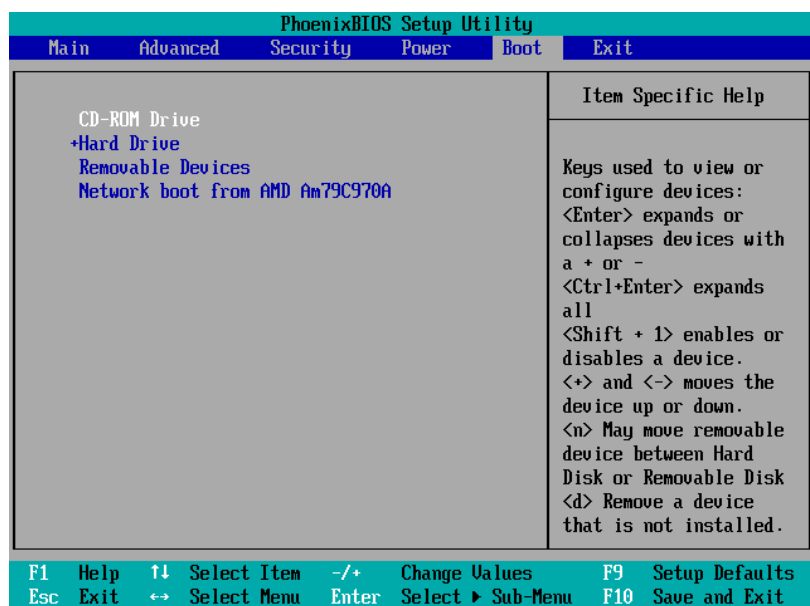 PhoenixBIOS Setup Utility
Main Advanced Security Power Boot Exit
CD-ROM Drive
+Hard Drive
Removable Devices
Network boot from AMD Am79C970A
Item Specific Help
Keys used to view or
configure devices:
<Enter> expands or
collapses devices with
a + or -
<Ctrl+Enter> expands
all
<Shift + 1> enables or
disables a device.
<+> and <-> moves the
device up or down.
<n> May move removable
device between Hard
Disk or Removable Disk
<d> Remove a device
that is not installed.
F1 Help ↑↓ Select Item -/+ Change Values F9 Setup Defaults
Esc Exit ↔ Select Menu Enter Select ▶ Sub-Menu F10 Save and Exit